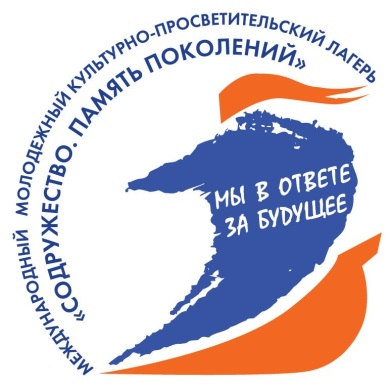 МЕЖДУНАРОДНЫЙ МОЛОДЕЖНЫЙ КУЛЬТУРНО-ПРОСВЕТИТЕЛЬСКИЙ ЛАГЕРЬ
«СОДРУЖЕСТВО. ПАМЯТЬ ПОКОЛЕНИЙ»
МЫ В ОТВЕТЕ
ЗА БУДУЩЕЕ